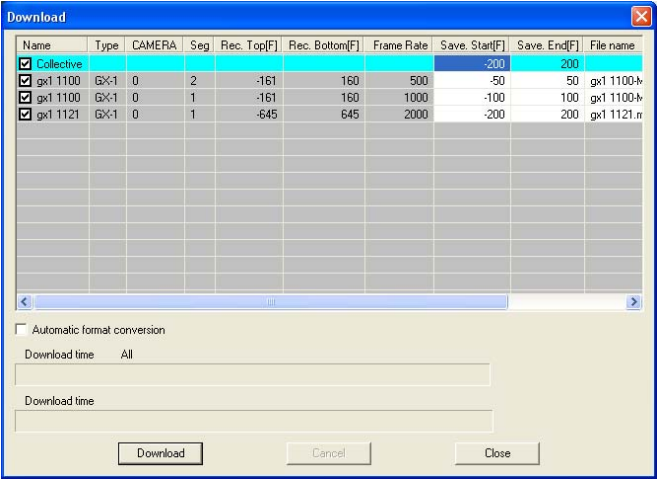 Download
Name Type CAMERA Seg Rec. Top[F] Rec. Bottom[F] Frame Rate Save. Start[F] Save. End[F] File name
Collective -200 200
gx1 1100 GX-1 0 2 -161 160 500 -50 50 gx1 1100-M
gx1 1100 GX-1 0 1 -161 160 1000 -100 100 gx1 1100-M
gx1 1121 GX-1 0 1 -645 645 2000 -200 200 gx1 1121.m
Automatic format conversion
Download time All
Download time
Download Cancel Close